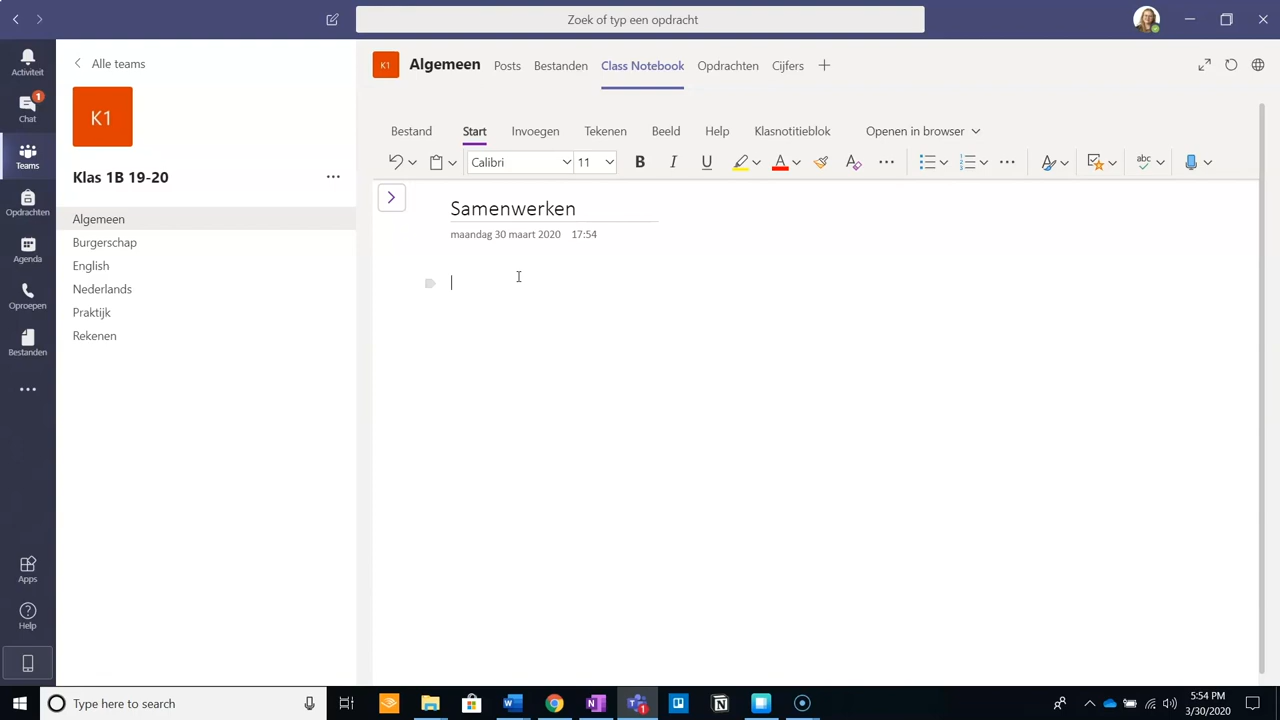 Zoek of typ een opdracht
Activiteit
Chat
1
Teams
Opdrachten
Agenda
Oproepen
Bestanden
Apps
Help
Alle teams
K1
Klas 1B 19-20
Algemeen
Burgerschap
English
Nederlands
Praktijk
Rekenen
K1 Algemeen Posts Bestanden Class Notebook Opdrachten Cijfers
Bestand Start Invoegen Tekenen Beeld Help Klasnotitieblok Openen in browser
Calibri 11 B I U A A abc
Samenwerken
maandag 30 maart 2020 17:54
Type here to search
5:54 PM
3/30/2020